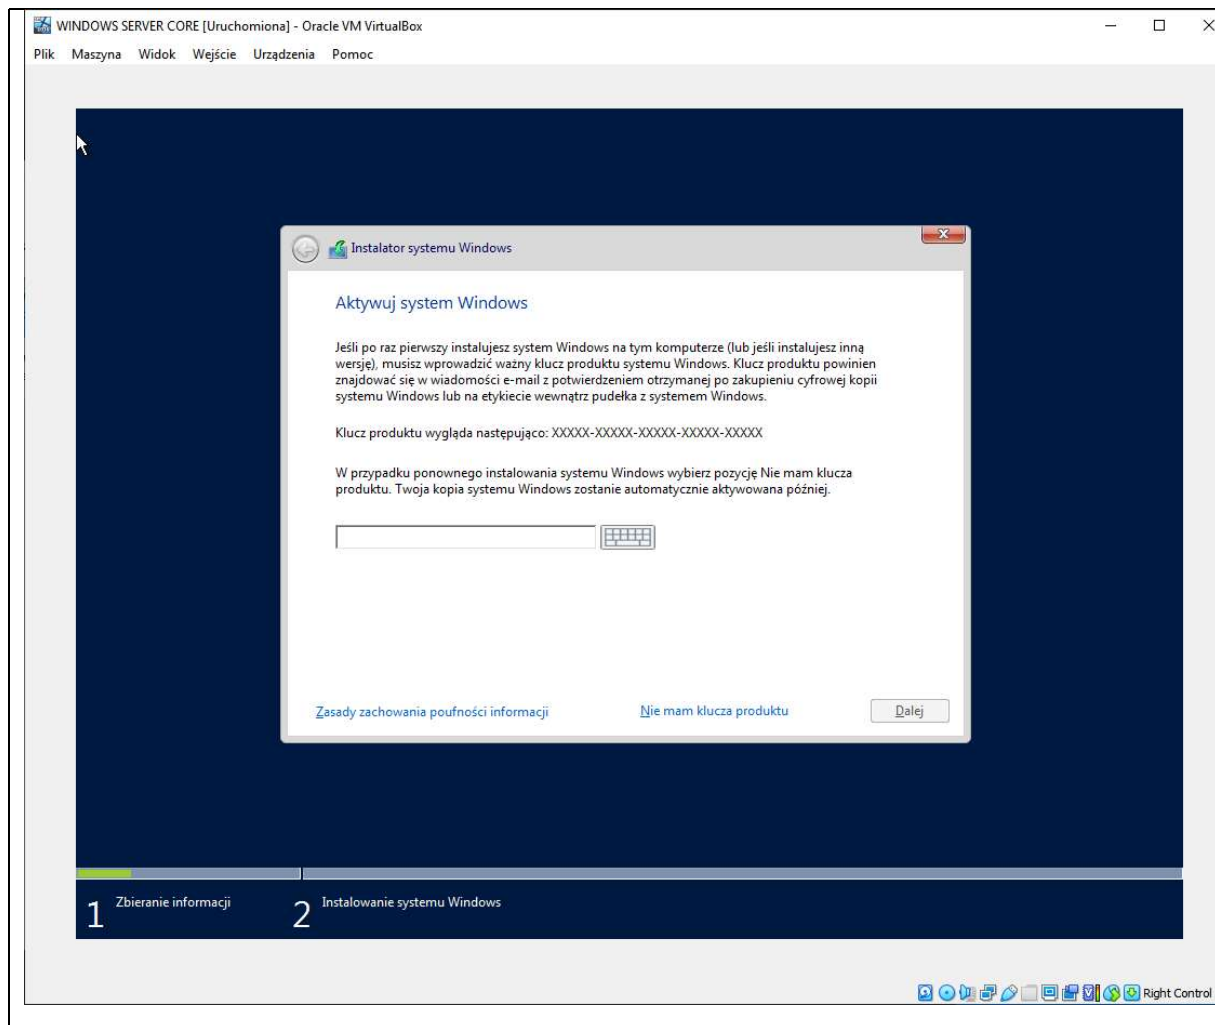 WINDOWS SERVER CORE [Uruchomiona] - Oracle VM VirtualBox
Plik Maszyna Widok Wejście Urządzenia Pomoc
Instalator systemu Windows
Aktywuj system Windows
Jeśli po raz pierwszy instalujesz system Windows na tym komputerze (lub jeśli instalujesz inną
wersję), musisz wprowadzić ważny klucz produktu systemu Windows. Klucz produktu powinien
znajdować się w wiadomości e-mail z potwierdzeniem otrzymanej po zakupieniu cyfrowej kopii
systemu Windows lub na etykiecie wewnątrz pudełka z systemem Windows.
Klucz produktu wygląda następująco: XXXXX-XXXXX-XXXXX-XXXXX-XXXXX
W przypadku ponownego instalowania systemu Windows wybierz pozycję Nie mam klucza
produktu. Twoja kopia systemu Windows zostanie automatycznie aktywowana później.
Zasady zachowania poufności informacji Nie mam klucza produktu Dalej
1 Zbieranie informacji 2 Instalowanie systemu Windows
Right Control